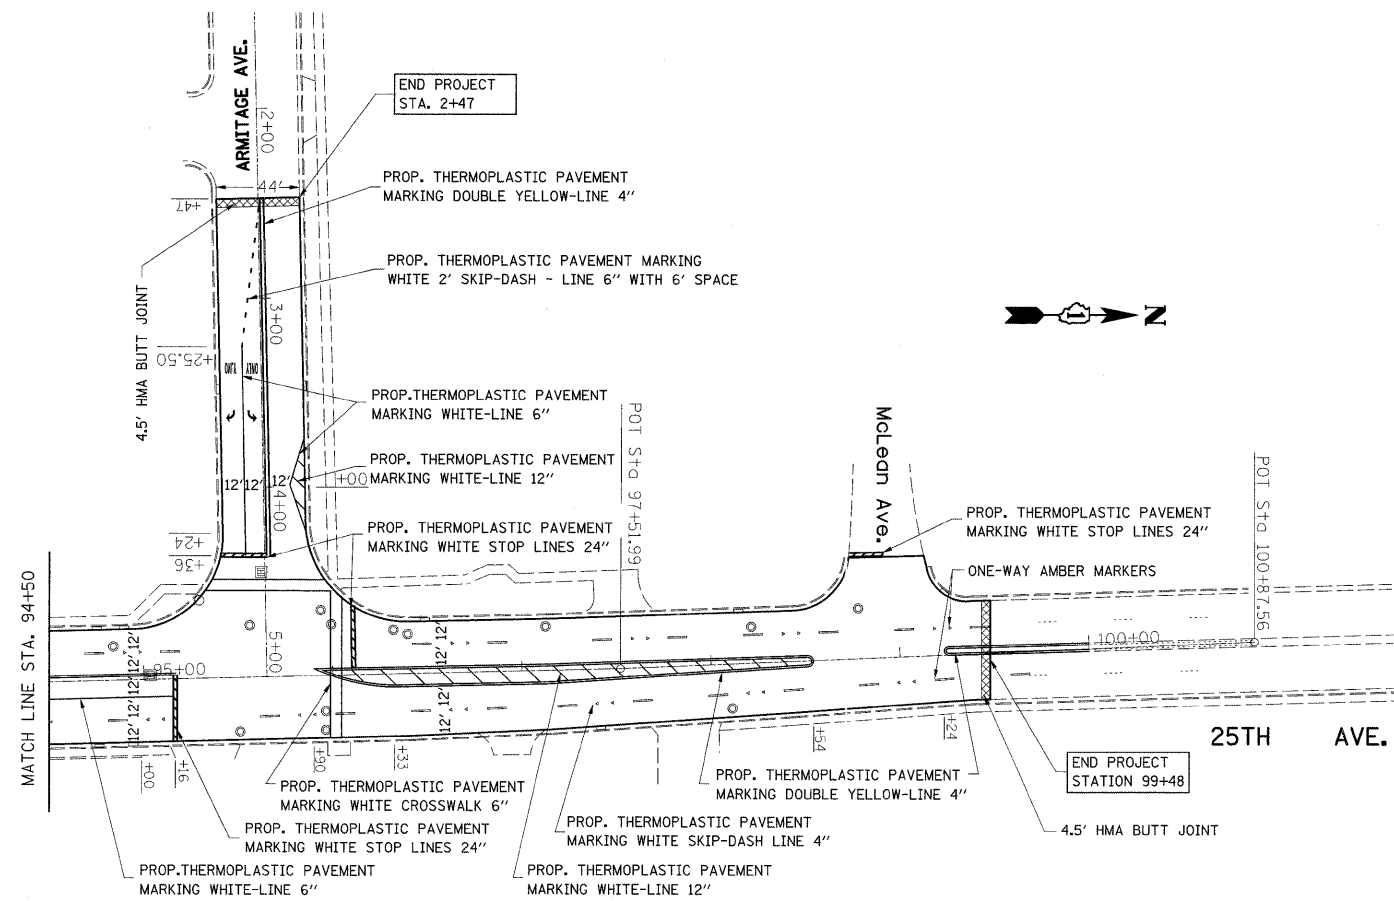 ARMITAGE AVE.
2+00
END PROJECT
STA. 2+47
44'
+47
PROP. THERMOPLASTIC PAVEMENT
MARKING DOUBLE YELLOW-LINE 4"
PROP. THERMOPLASTIC PAVEMENT MARKING
WHITE 2' SKIP-DASH - LINE 6" WITH 6' SPACE
4.5' HMA BUTT JOINT
3+00
+25.50
ONLY
ONLY
N
1
PROP.THERMOPLASTIC PAVEMENT
MARKING WHITE-LINE 6"
POT Sta 97+51.99
McLean Ave.
PROP. THERMOPLASTIC PAVEMENT
MARKING WHITE-LINE 12"
12'
12'
12'
4+00
+00
POT Sta 100+87.56
PROP. THERMOPLASTIC PAVEMENT
MARKING WHITE STOP LINES 24"
PROP. THERMOPLASTIC PAVEMENT
MARKING WHITE STOP LINES 24"
+24
+36
ONE-WAY AMBER MARKERS
MATCH LINE STA. 94+50
12'
12'
12'
12'
12'
95+00
5+00
12'
12'
12'
12'
100+00
+00
+16
+90
+33
+54
+24
25TH AVE.
PROP. THERMOPLASTIC PAVEMENT
MARKING WHITE CROSSWALK 6"
PROP. THERMOPLASTIC PAVEMENT
MARKING DOUBLE YELLOW-LINE 4"
END PROJECT
STATION 99+48
PROP. THERMOPLASTIC PAVEMENT
MARKING WHITE STOP LINES 24"
PROP. THERMOPLASTIC PAVEMENT
MARKING WHITE SKIP-DASH LINE 4"
4.5' HMA BUTT JOINT
PROP.THERMOPLASTIC PAVEMENT
MARKING WHITE-LINE 6"
PROP. THERMOPLASTIC PAVEMENT
MARKING WHITE-LINE 12"